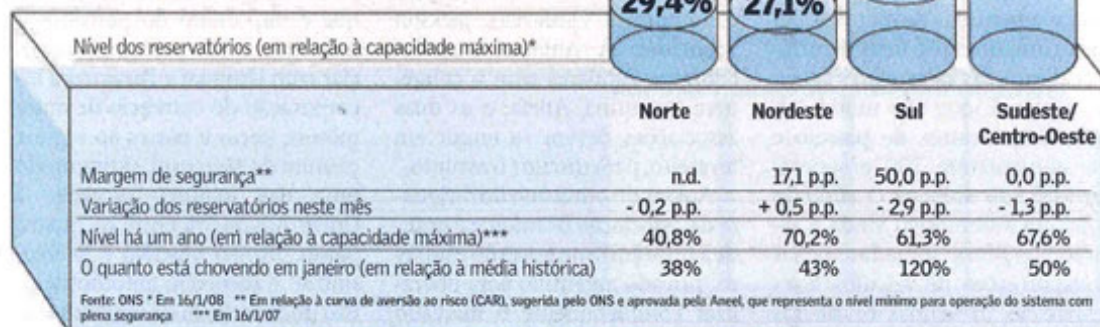 29,4% 27,1%
Nível dos reservatórios (em relação à capacidade máxima)*
Norte Nordeste Sul Sudeste/
Centro-Oeste
Margem de segurança** n.d. 17,1 p.p. 50,0 p.p. 0,0 p.p.
Variação dos reservatórios neste mês - 0,2 p.p. + 0,5 p.p. - 2,9 p.p. - 1,3 p.p.
Nível há um ano (em relação à capacidade máxima)*** 40,8% 70,2% 61,3% 67,6%
O quanto está chovendo em janeiro (em relação à média histórica) 38% 43% 120% 50%
Fonte: ONS * Em 16/1/08 ** Em relação à curva de aversão ao risco (CAR), sugerida pelo ONS e aprovada pela Aneel, que representa o nível mínimo para operação do sistema com
plena segurança *** Em 16/1/07